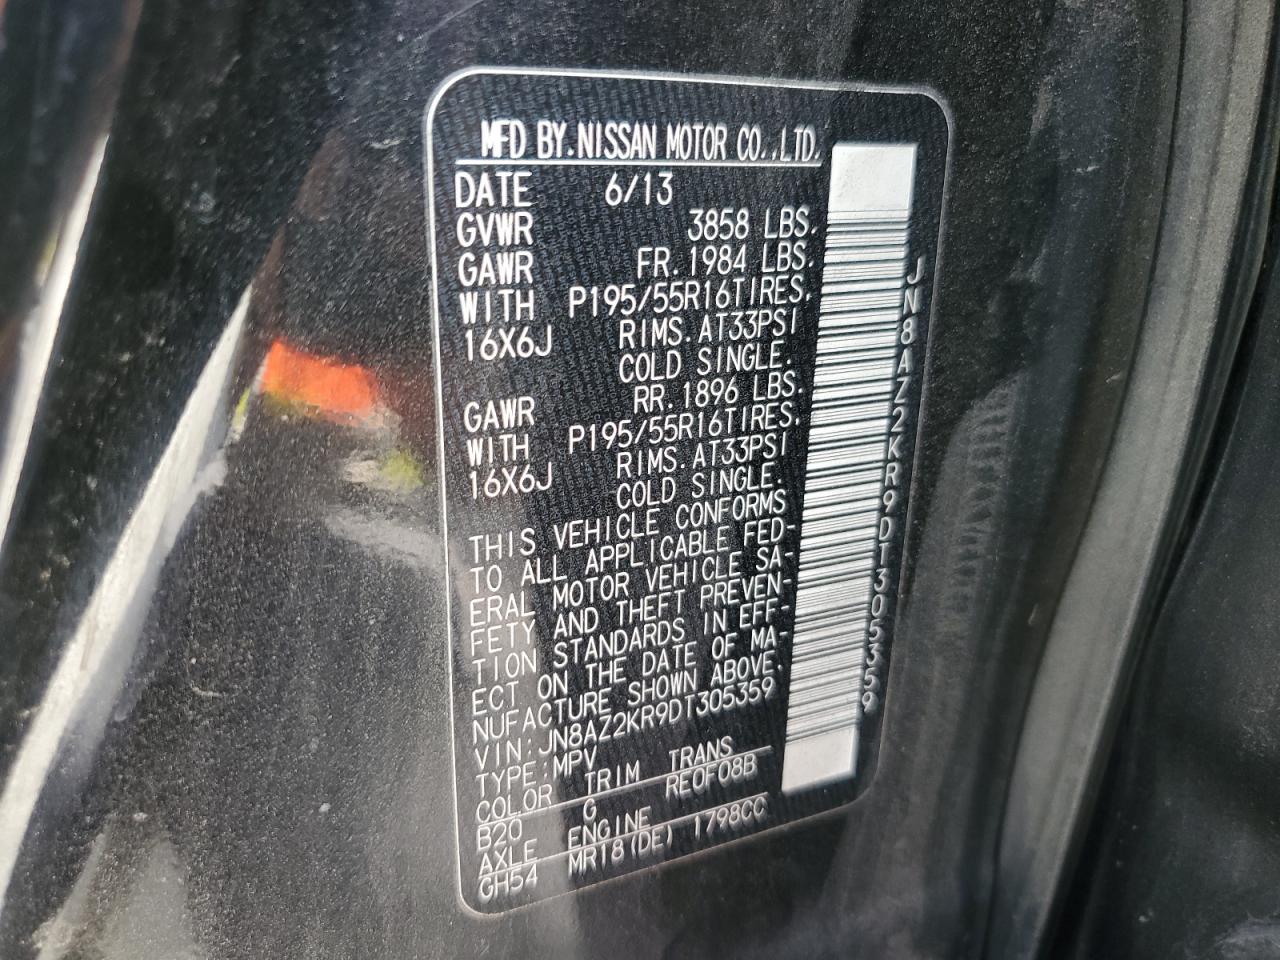 MFD BY.NISSAN MOTOR CO.,LTD.
DATE 6/13
GVWR 3858 LBS.
GAWR FR. 1984 LBS.
WITH P195/55R16TIRES,
16X6J RIMS.AT33PSI
COLD SINGLE.
GAWR RR. 1896 LBS.
WITH P195/55R16TIRES,
16X6J RIMS.AT33PSI
COLD SINGLE.
THIS VEHICLE CONFORMS
TO ALL APPLICABLE FED-
ERAL MOTOR VEHICLE SA-
FETY AND THEFT PREVEN-
TION STANDARDS IN EFF-
ECT ON THE DATE OF MA-
NUFACTURE SHOWN ABOVE.
VIN:JN8AZ2KR9DT305359
TYPE:MPV
COLOR TRIM TRANS
B20 G RE0F08B
AXLE ENGINE
GH54 MR18(DE) 1798CC
JN8AZ2KR9DT305359